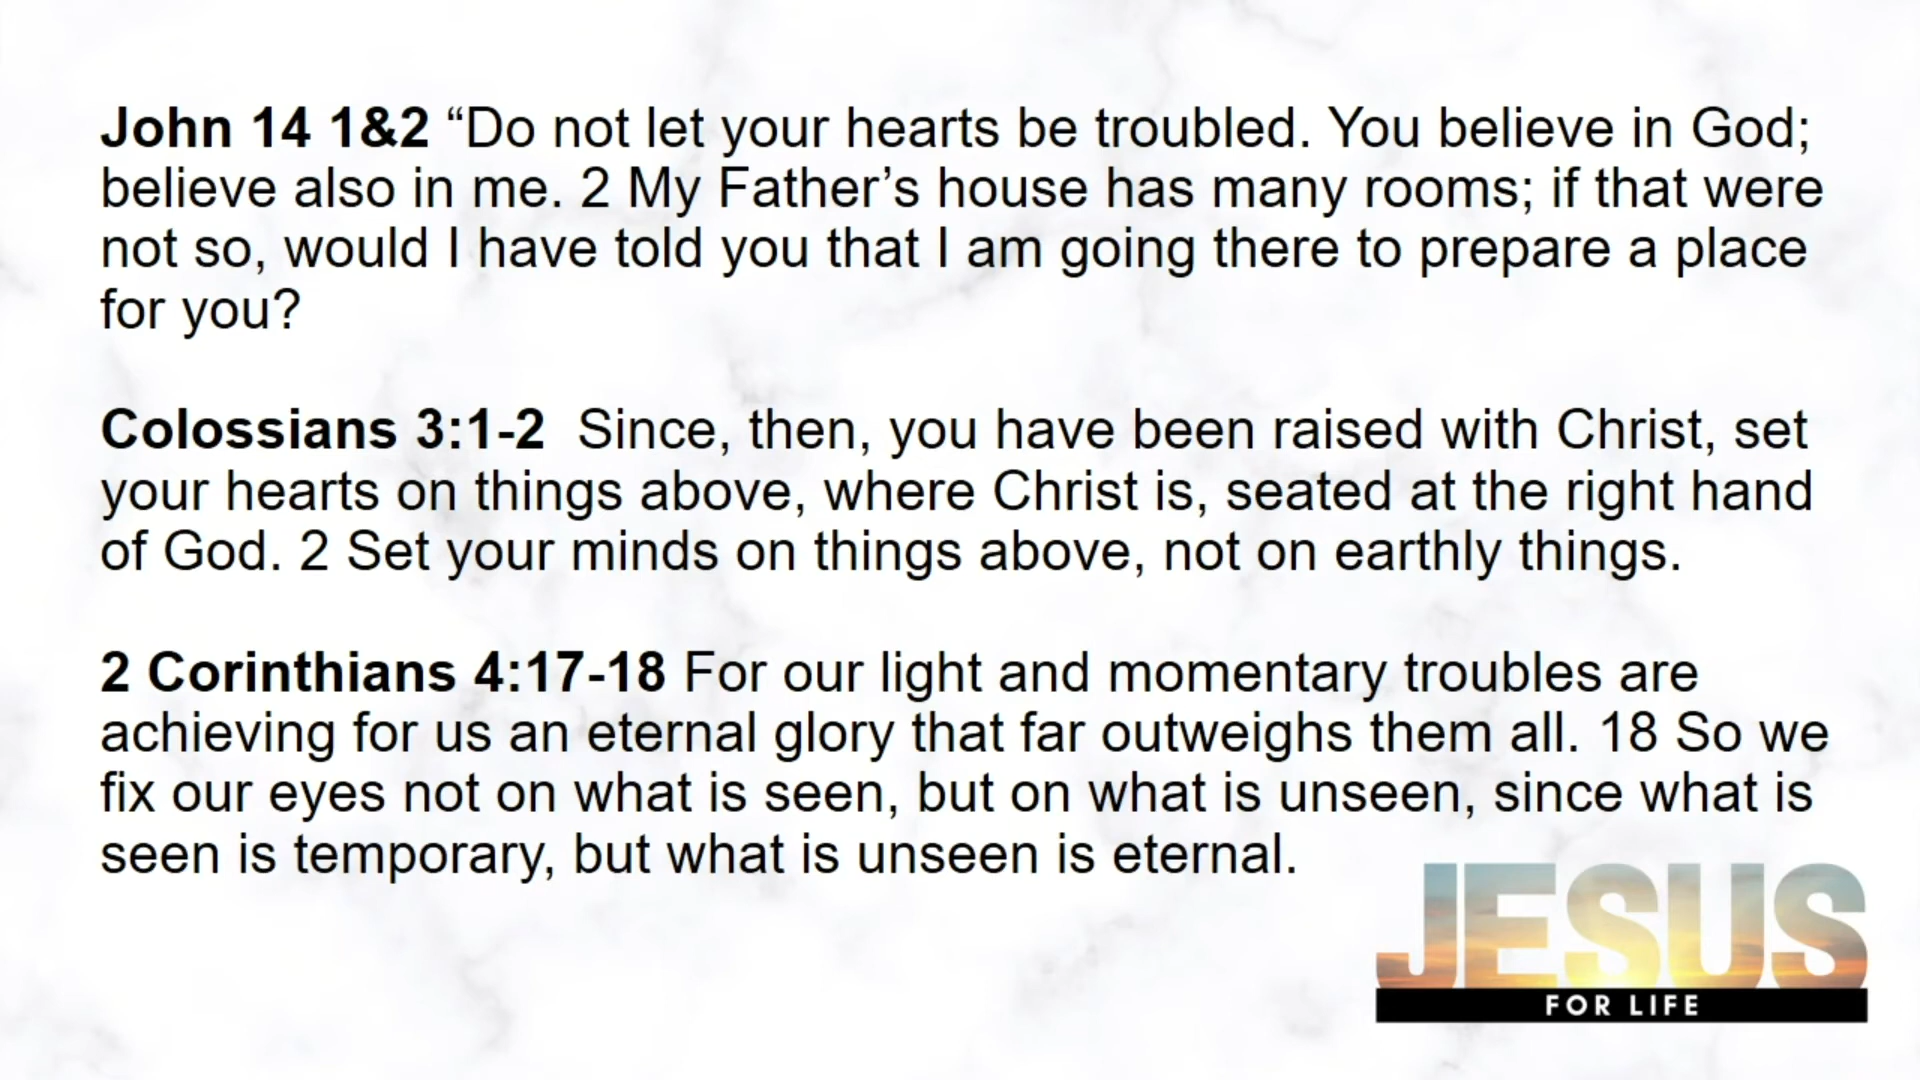 John 14 1&2 “Do not let your hearts be troubled. You believe in God;
believe also in me. 2 My Father’s house has many rooms; if that were
not so, would I have told you that I am going there to prepare a place
for you?
Colossians 3:1-2  Since, then, you have been raised with Christ, set
your hearts on things above, where Christ is, seated at the right hand
of God. 2 Set your minds on things above, not on earthly things.
2 Corinthians 4:17-18 For our light and momentary troubles are
achieving for us an eternal glory that far outweighs them all. 18 So we
fix our eyes not on what is seen, but on what is unseen, since what is
seen is temporary, but what is unseen is eternal.
JESUS
FOR LIFE